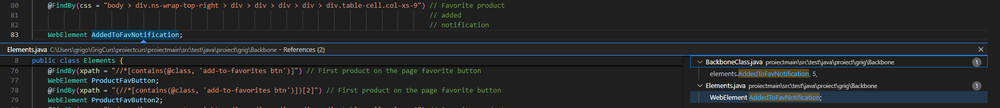 80 @FindBy(css = "body > div.ns-wrap-top-right > div > div > div > div > div.table-cell.col-xs-9") // Favorite product
81 // added
82 // notification
83 WebElement AddedToFavNotification;
Elements.java C:\Users\grigo\GrigCurs\proiectcurs\proiectmain\src\test\java\project\grig\Backbone - References (2)
8 public class Elements {
76 @FindBy(xpath = "//*[contains(@class, 'add-to-favorites btn')]") // First product on the page favorite button
77 WebElement ProductFavButton;
78 @FindBy(xpath = "(//*[contains(@class, 'add-to-favorites btn')])[2]") // First product on the page favorite button
79 WebElement ProductFavButton2;
BackboneClass.java proiectmain\src\test\java\project\grig\Backbone 1
elements.AddedToFavNotification, 5,
Elements.java proiectmain\src\test\java\project\grig\Backbone 1
WebElement AddedToFavNotification;